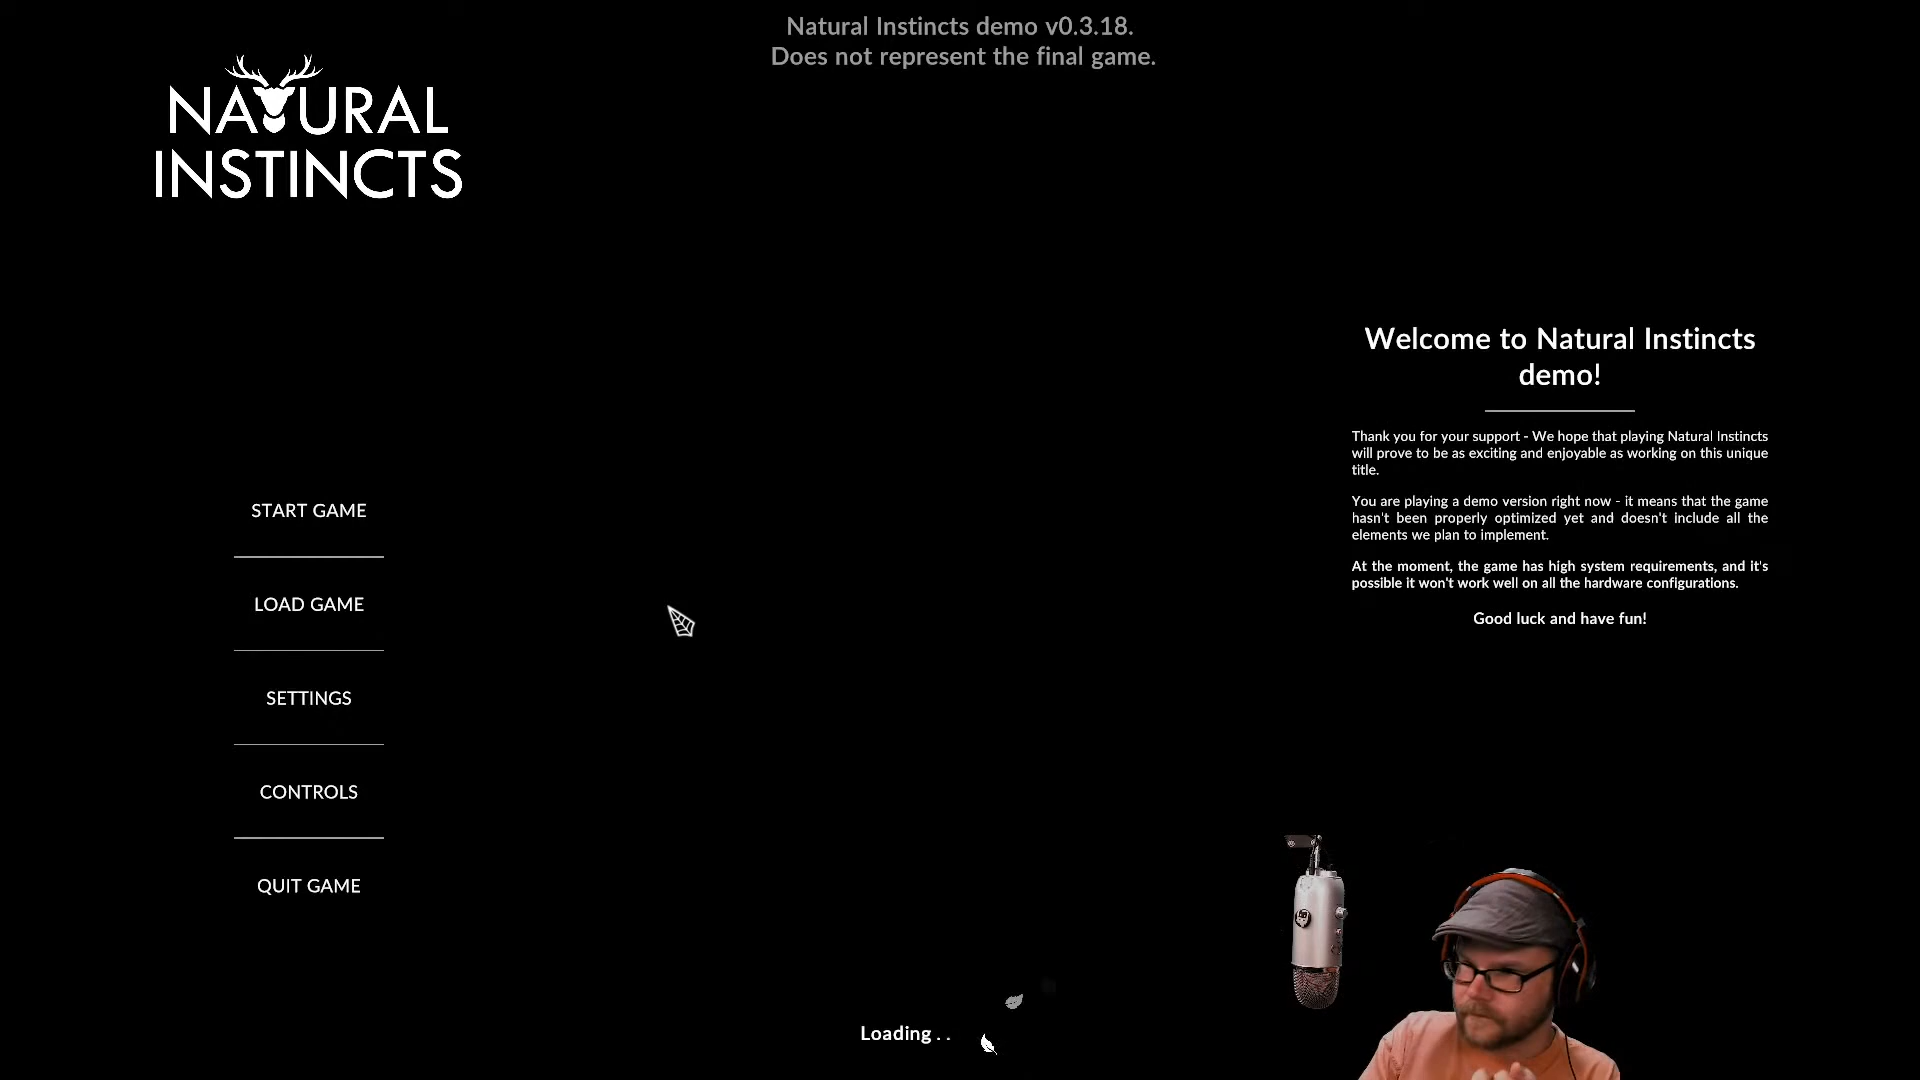 Natural Instincts demo v0.3.18.
Does not represent the final game.
NATURAL
INSTINCTS
START GAME
LOAD GAME
SETTINGS
CONTROLS
QUIT GAME
Welcome to Natural Instincts
demo!
Thank you for your support - We hope that playing Natural Instincts
will prove to be as exciting and enjoyable as working on this unique
title.
You are playing a demo version right now - it means that the game
hasn't been properly optimized yet and doesn't include all the
elements we plan to implement.
At the moment, the game has high system requirements, and it's
possible it won't work well on all the hardware configurations.
Good luck and have fun!
Loading . .